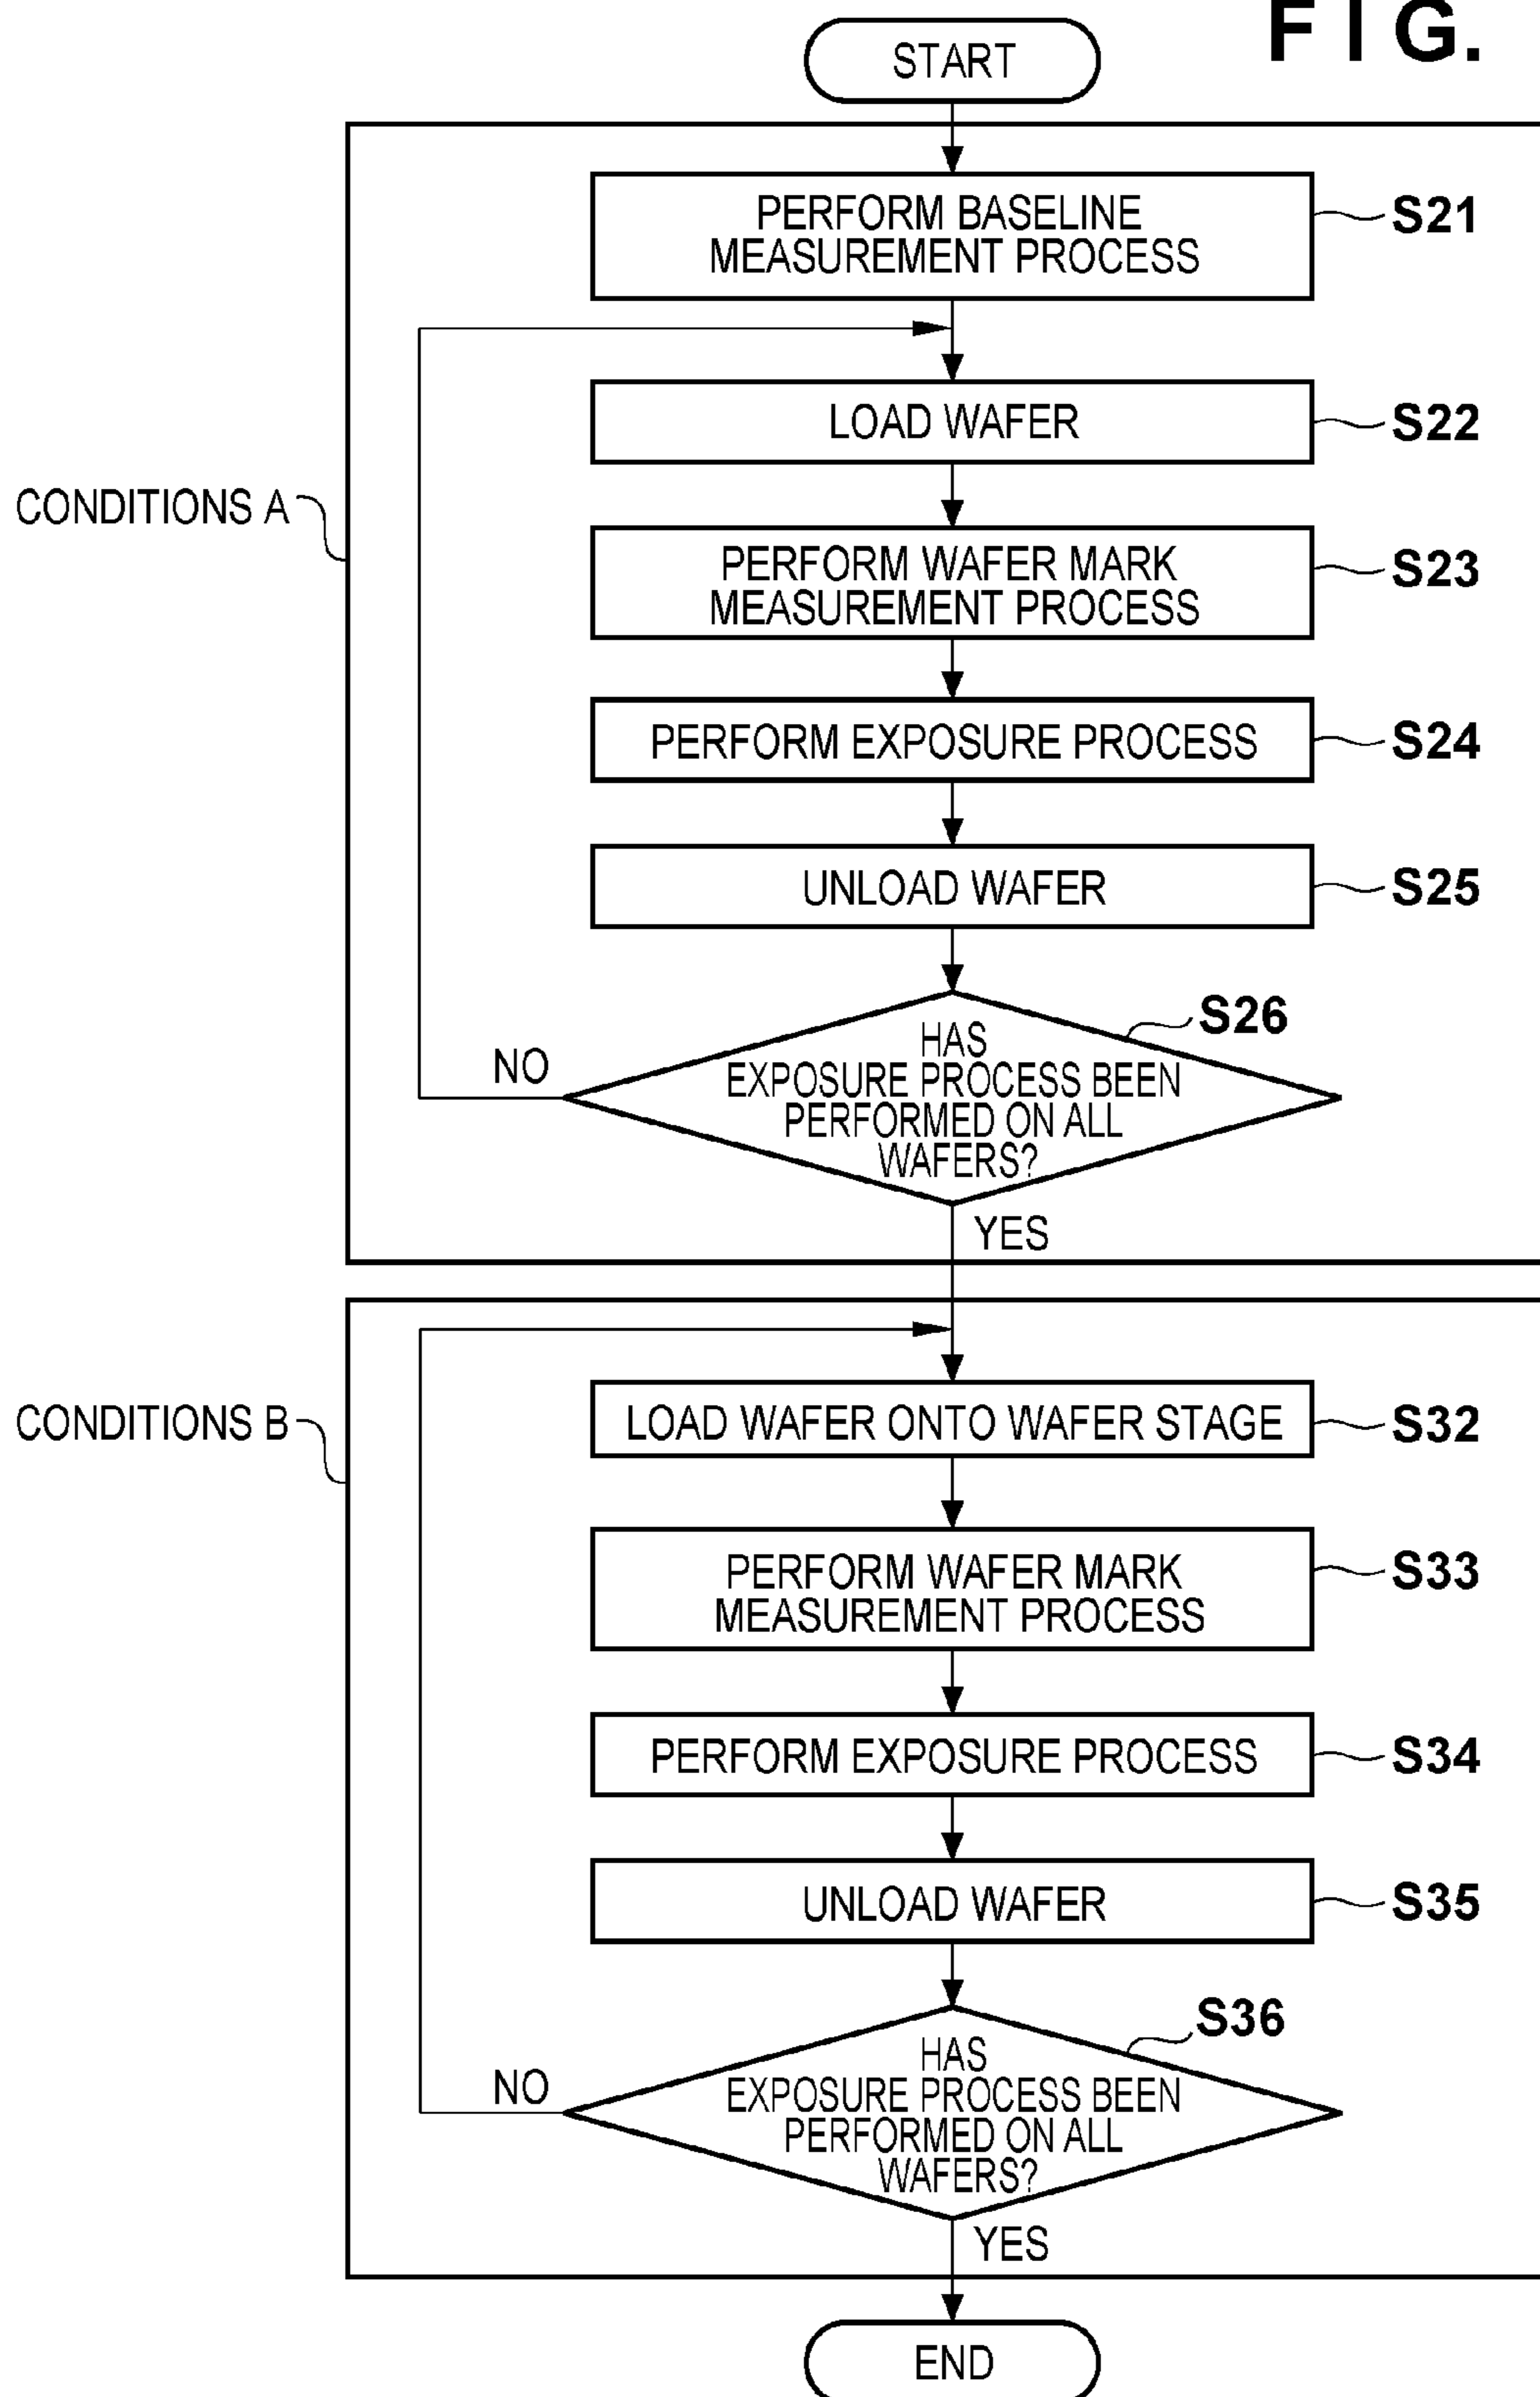 FIG.
START
PERFORM BASELINE
MEASUREMENT PROCESS
S21
LOAD WAFER
S22
CONDITIONS A
PERFORM WAFER MARK
MEASUREMENT PROCESS
S23
PERFORM EXPOSURE PROCESS
S24
UNLOAD WAFER
S25
S26
HAS
EXPOSURE PROCESS BEEN
PERFORMED ON ALL
WAFERS?
NO
YES
CONDITIONS B
LOAD WAFER ONTO WAFER STAGE
S32
PERFORM WAFER MARK
MEASUREMENT PROCESS
S33
PERFORM EXPOSURE PROCESS
S34
UNLOAD WAFER
S35
S36
HAS
EXPOSURE PROCESS BEEN
PERFORMED ON ALL
WAFERS?
NO
YES
END